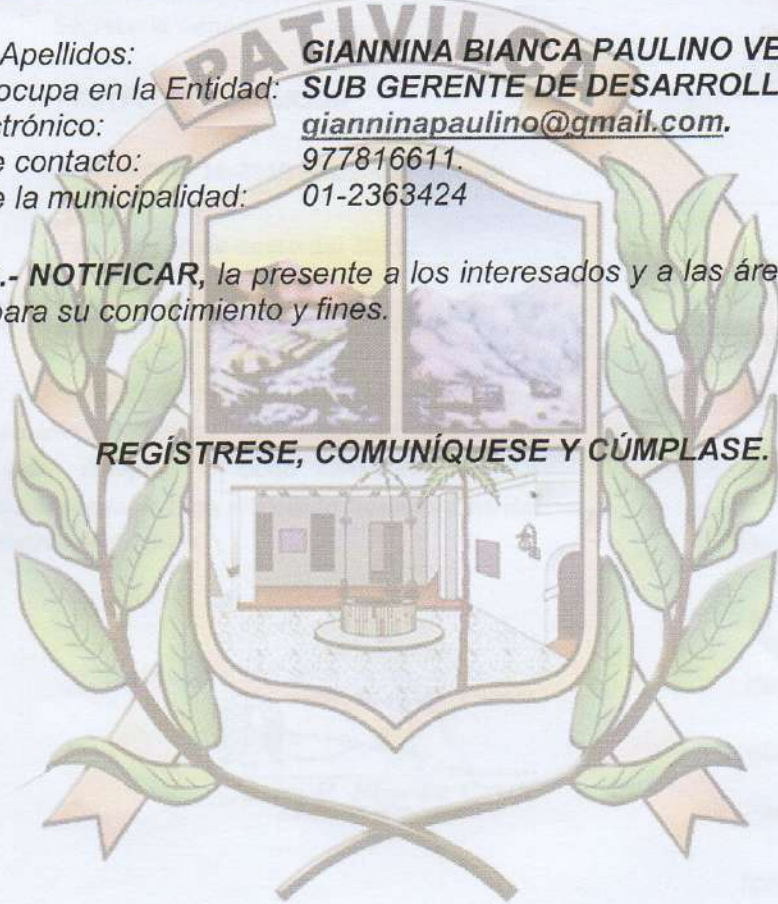 PATIVILCA
Apellidos: GIANNINA BIANCA PAULINO VE
ocupa en la Entidad: SUB GERENTE DE DESARROLL
ctrónico: gianninapaulino@gmail.com.
e contacto: 977816611.
e la municipalidad: 01-2363424
.- NOTIFICAR, la presente a los interesados y a las áre
para su conocimiento y fines.
REGÍSTRESE, COMUNÍQUESE Y CÚMPLASE.